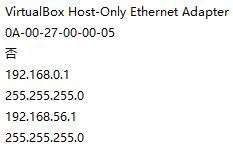 VirtualBox Host-Only Ethernet Adapter
0A-00-27-00-00-05
否
192.168.0.1
255.255.255.0
192.168.56.1
255.255.255.0